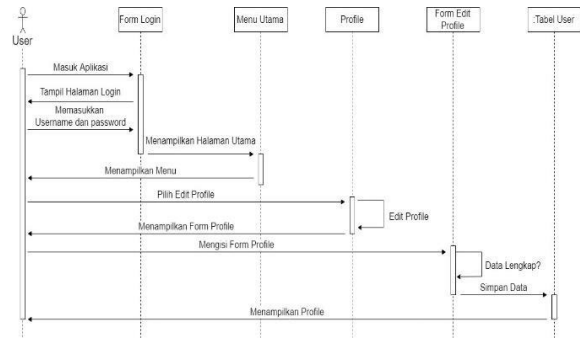 Form Login
Menu Utama
Profile
Form Edit
Profile
:Tabel User
User
Masuk Aplikasi
Tampil Halaman Login
Memasukkan
Username dan password
Menampilkan Halaman Utama
Menampilkan Menu
Pilih Edit Profile
Edit Profile
Menampilkan Form Profile
Mengisi Form Profile
Data Lengkap?
Simpan Data
Menampilkan Profile